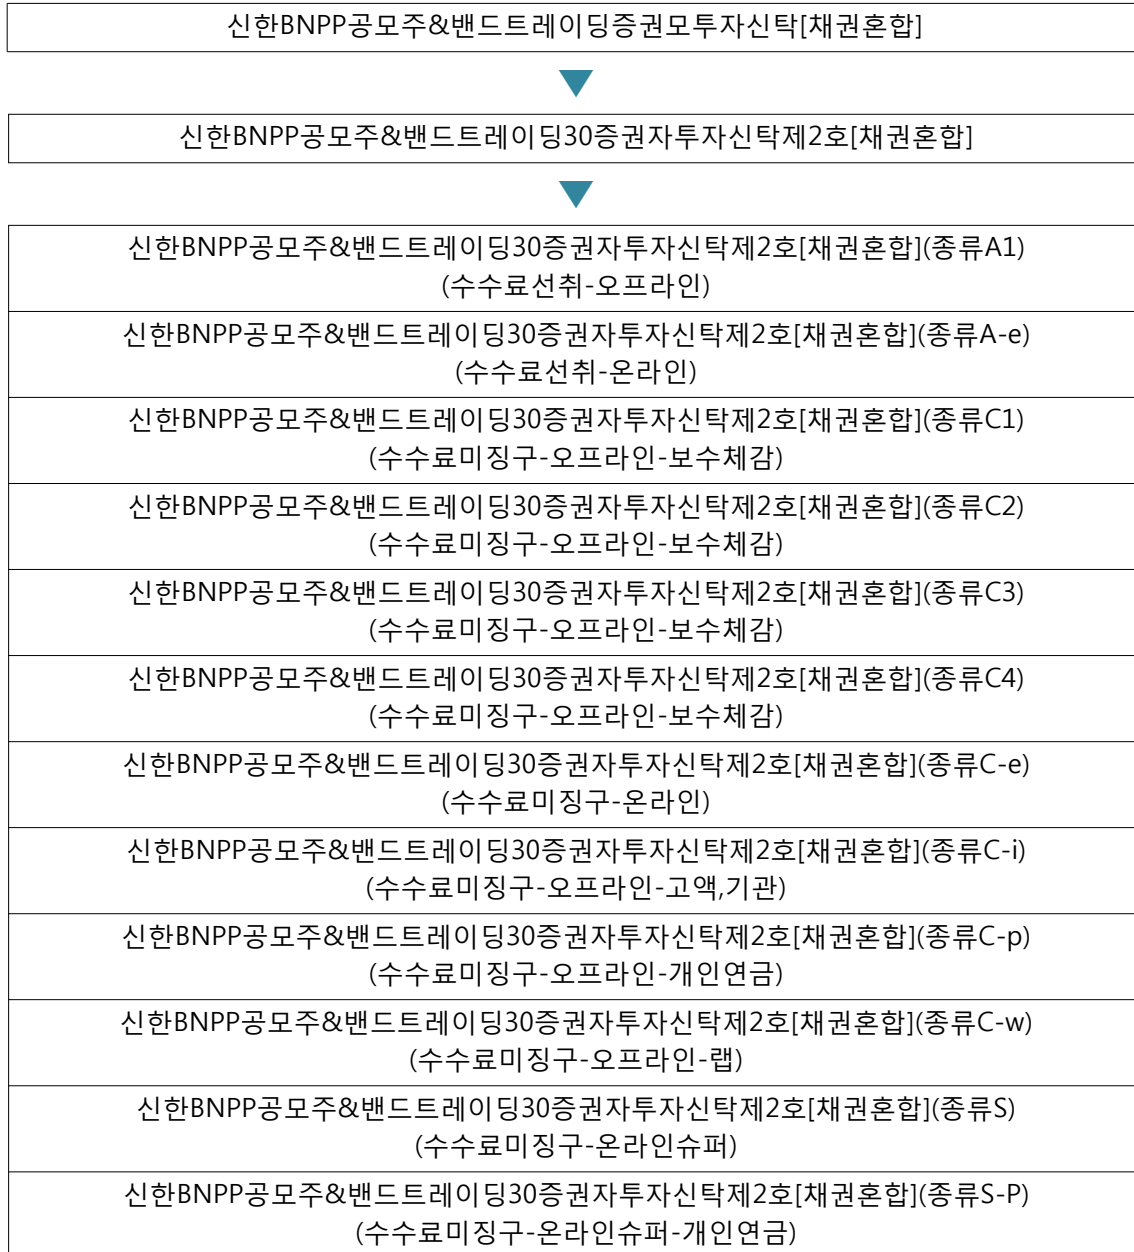 신한BNPP공모주&밴드트레이딩증권모투자신탁[채권혼합]
신한BNPP공모주&밴드트레이딩30증권자투자신탁제2호[채권혼합]
신한BNPP공모주&밴드트레이딩30증권자투자신탁제2호[채권혼합](종류A1)
(수수료선취-오프라인)
신한BNPP공모주&밴드트레이딩30증권자투자신탁제2호[채권혼합](종류A-e)
(수수료선취-온라인)
신한BNPP공모주&밴드트레이딩30증권자투자신탁제2호[채권혼합](종류C1)
(수수료미징구-오프라인-보수체감)
신한BNPP공모주&밴드트레이딩30증권자투자신탁제2호[채권혼합](종류C2)
(수수료미징구-오프라인-보수체감)
신한BNPP공모주&밴드트레이딩30증권자투자신탁제2호[채권혼합](종류C3)
(수수료미징구-오프라인-보수체감)
신한BNPP공모주&밴드트레이딩30증권자투자신탁제2호[채권혼합](종류C4)
(수수료미징구-오프라인-보수체감)
신한BNPP공모주&밴드트레이딩30증권자투자신탁제2호[채권혼합](종류C-e)
(수수료미징구-온라인)
신한BNPP공모주&밴드트레이딩30증권자투자신탁제2호[채권혼합](종류C-i)
(수수료미징구-오프라인-고액,기관)
신한BNPP공모주&밴드트레이딩30증권자투자신탁제2호[채권혼합](종류C-p)
(수수료미징구-오프라인-개인연금)
신한BNPP공모주&밴드트레이딩30증권자투자신탁제2호[채권혼합](종류C-w)
(수수료미징구-오프라인-랩)
신한BNPP공모주&밴드트레이딩30증권자투자신탁제2호[채권혼합](종류S)
(수수료미징구-온라인슈퍼)
신한BNPP공모주&밴드트레이딩30증권자투자신탁제2호[채권혼합](종류S-P)
(수수료미징구-온라인슈퍼-개인연금)